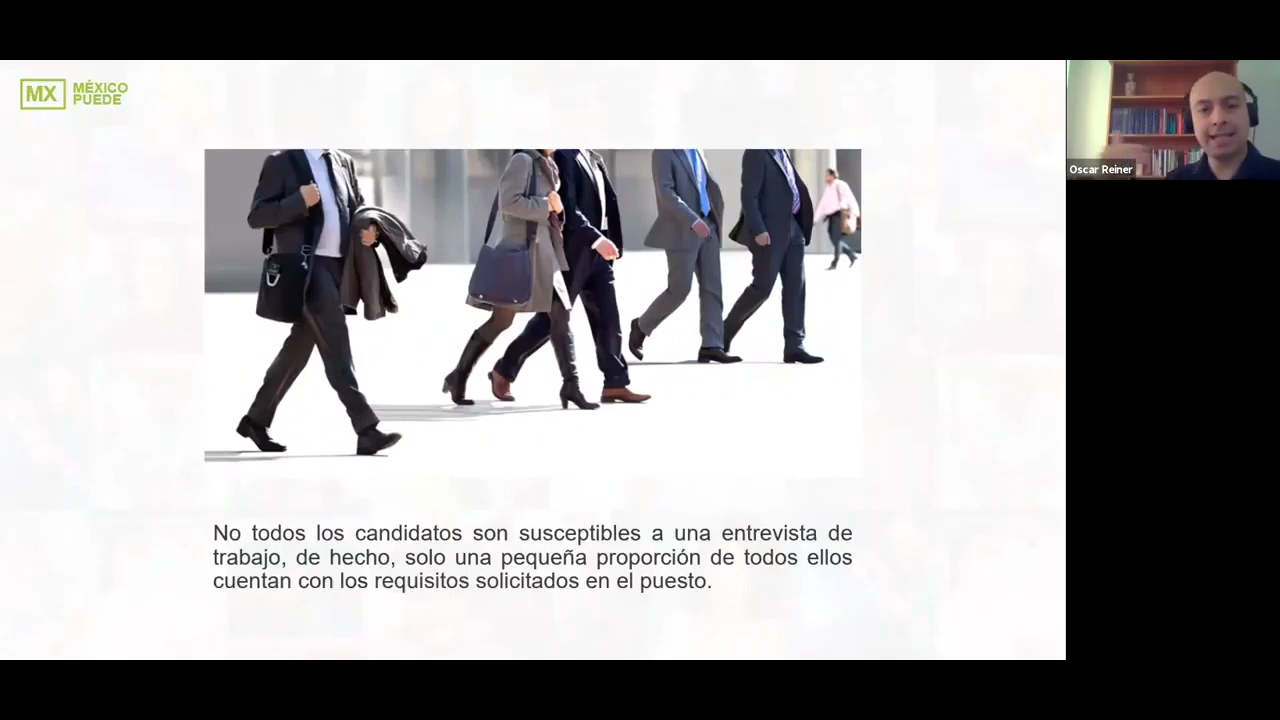 MX MÉXICO
PUEDE
Oscar Reiner
No todos los candidatos son susceptibles a una entrevista de
trabajo, de hecho, solo una pequeña proporción de todos ellos
cuentan con los requisitos solicitados en el puesto.